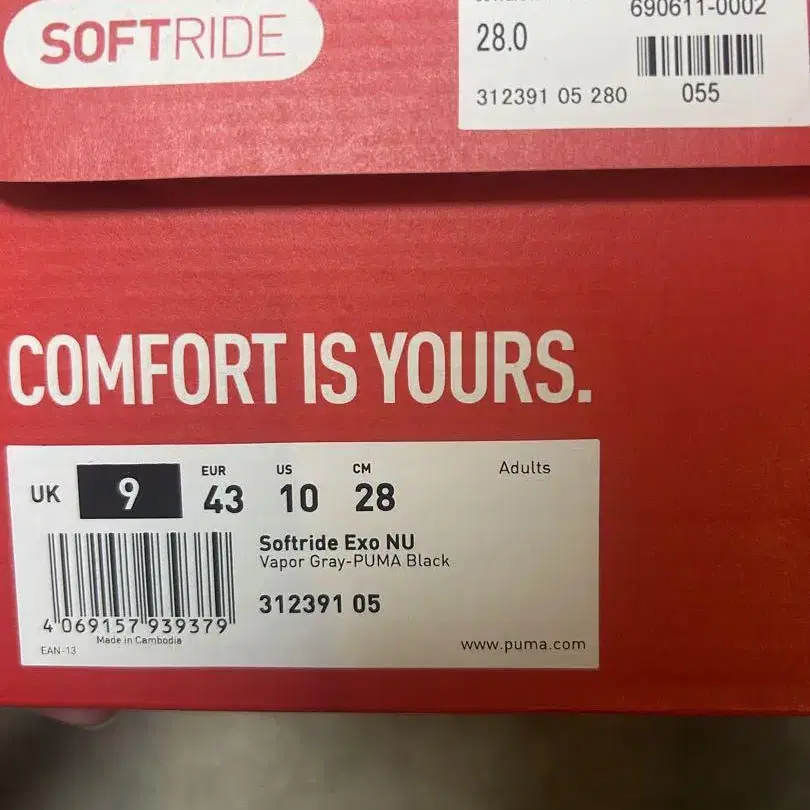 SOFTRIDE
690611-0002
28.0
312391 05 280
055
COMFORT IS YOURS.
UK 9
EUR 43
US 10
CM 28
Adults
Softride Exo NU
Vapor Gray-PUMA Black
312391 05
4 069157 939379
Made in Cambodia
EAN-13
www.puma.com